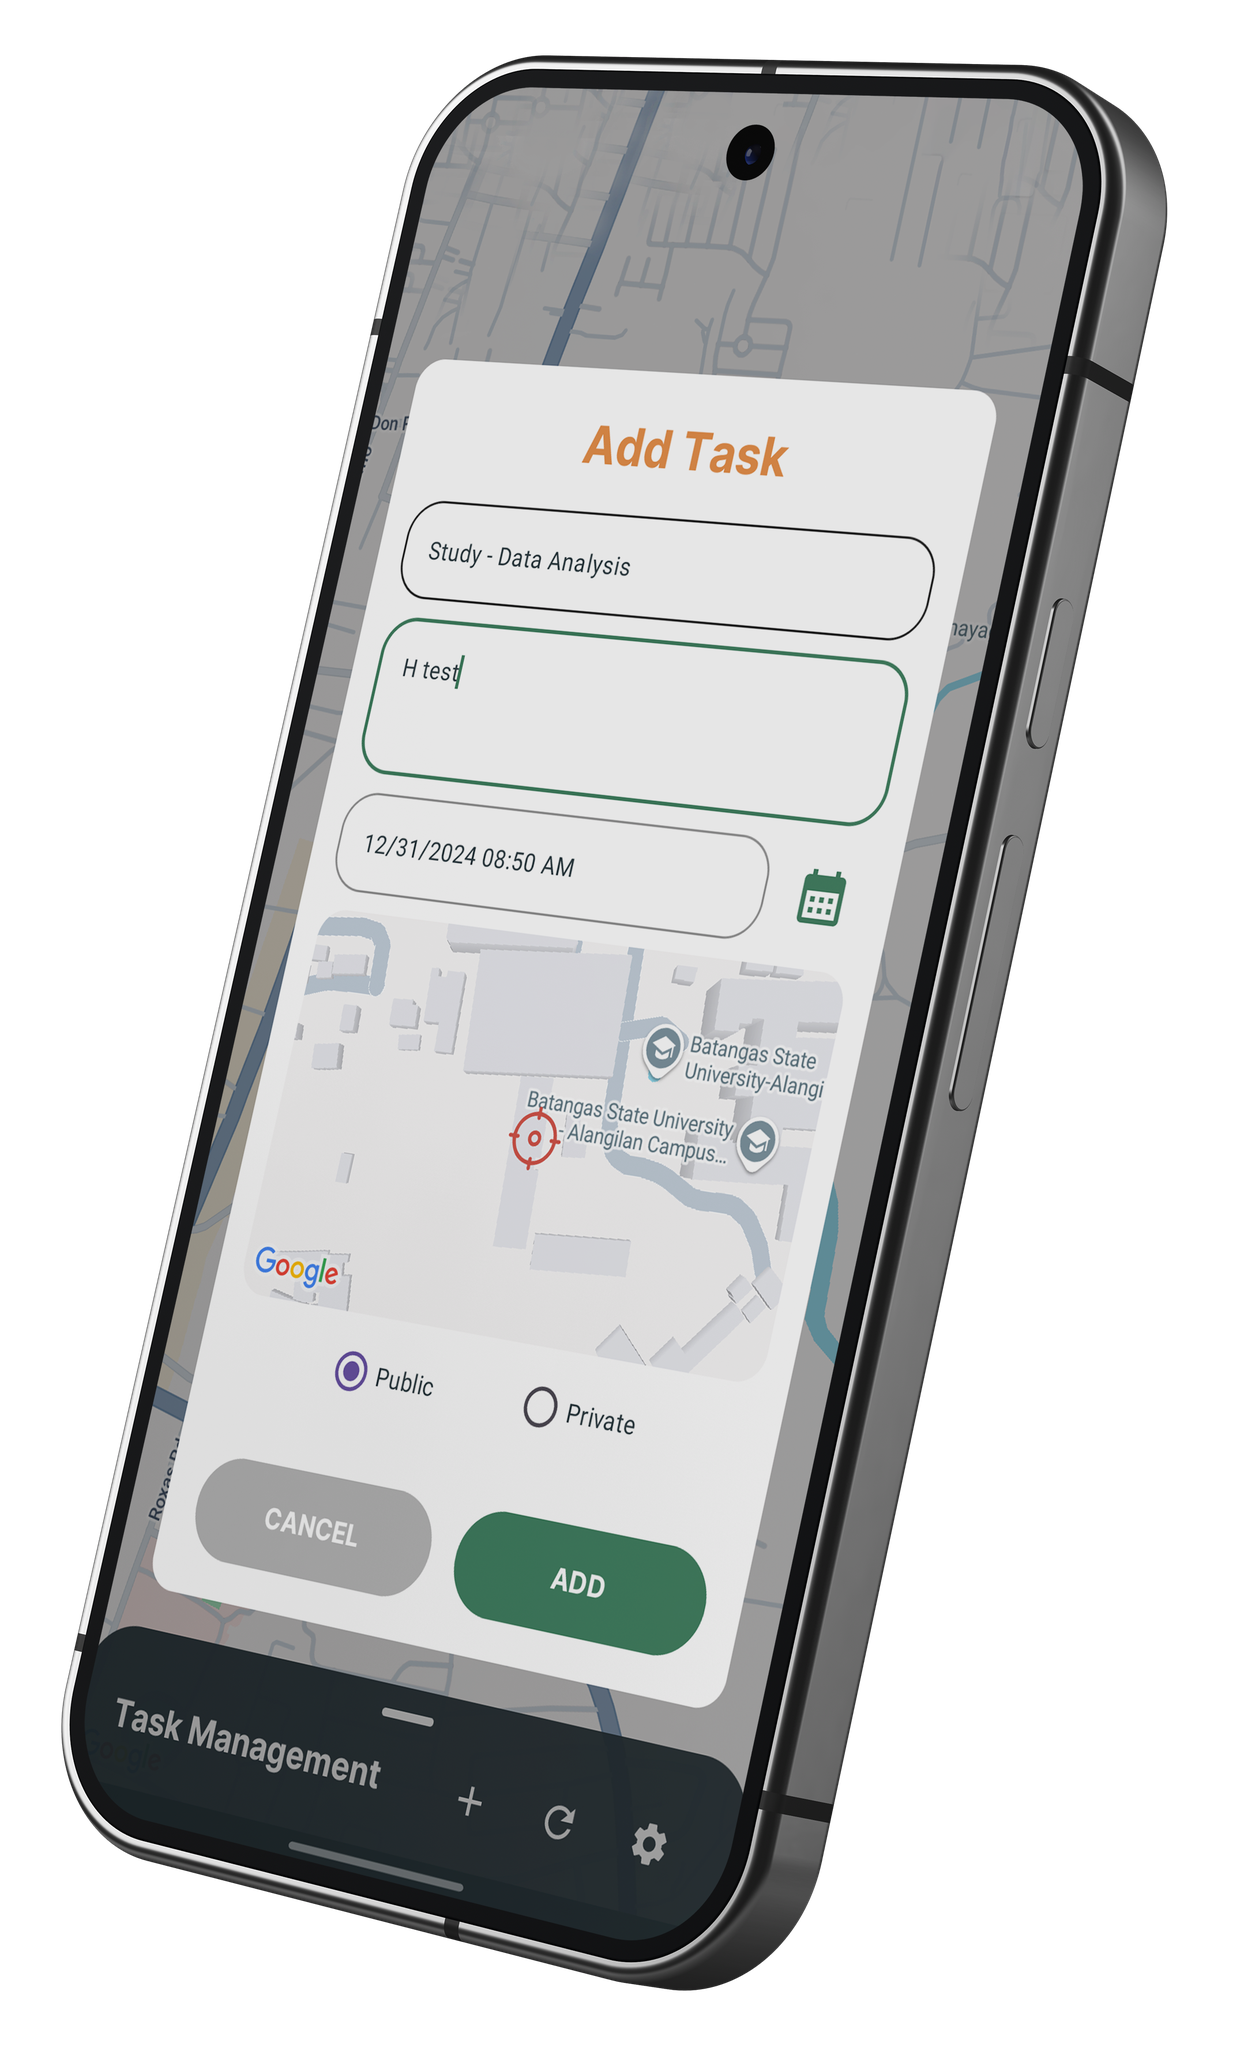 Add Task
Study - Data Analysis
H test
12/31/2024 08:50 AM
Batangas State
University-Alangi
Batangas State University
- Alangilan Campus...
Google
Public
Private
CANCEL
ADD
Don
Roxas
Task Management
Google